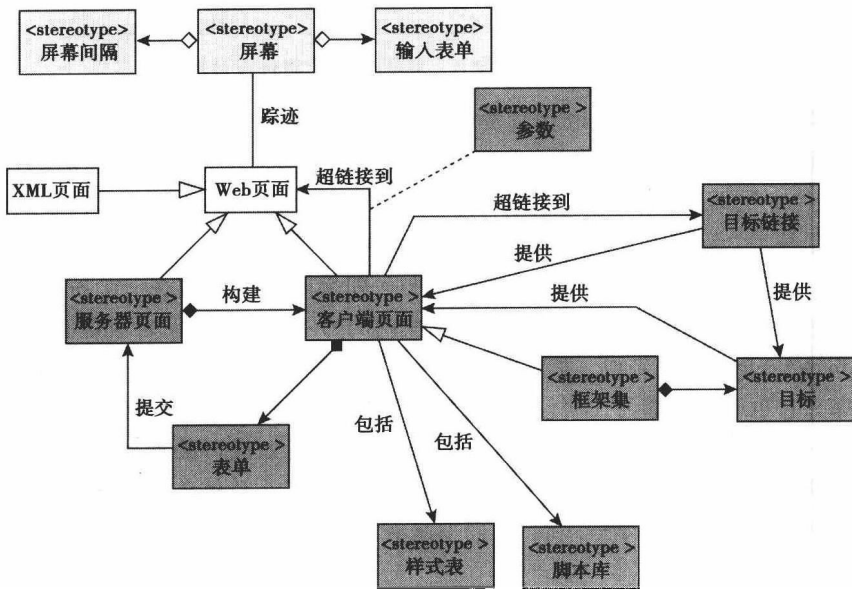 <stereotype>
屏幕间隔
<stereotype>
屏幕
<stereotype>
输入表单
踪迹
<stereotype >
参数
XML页面
Web页面
超链接到
超链接到
<stereotype >
目标链接
提供
提供
提供
<stereotype >
服务器页面
构建
<stereotype >
客户端页面
<stereotype >
框架集
<stereotype >
目标
提交
<stereotype >
表单
包括
包括
<stereotype >
样式表
<stereotype >
脚本库